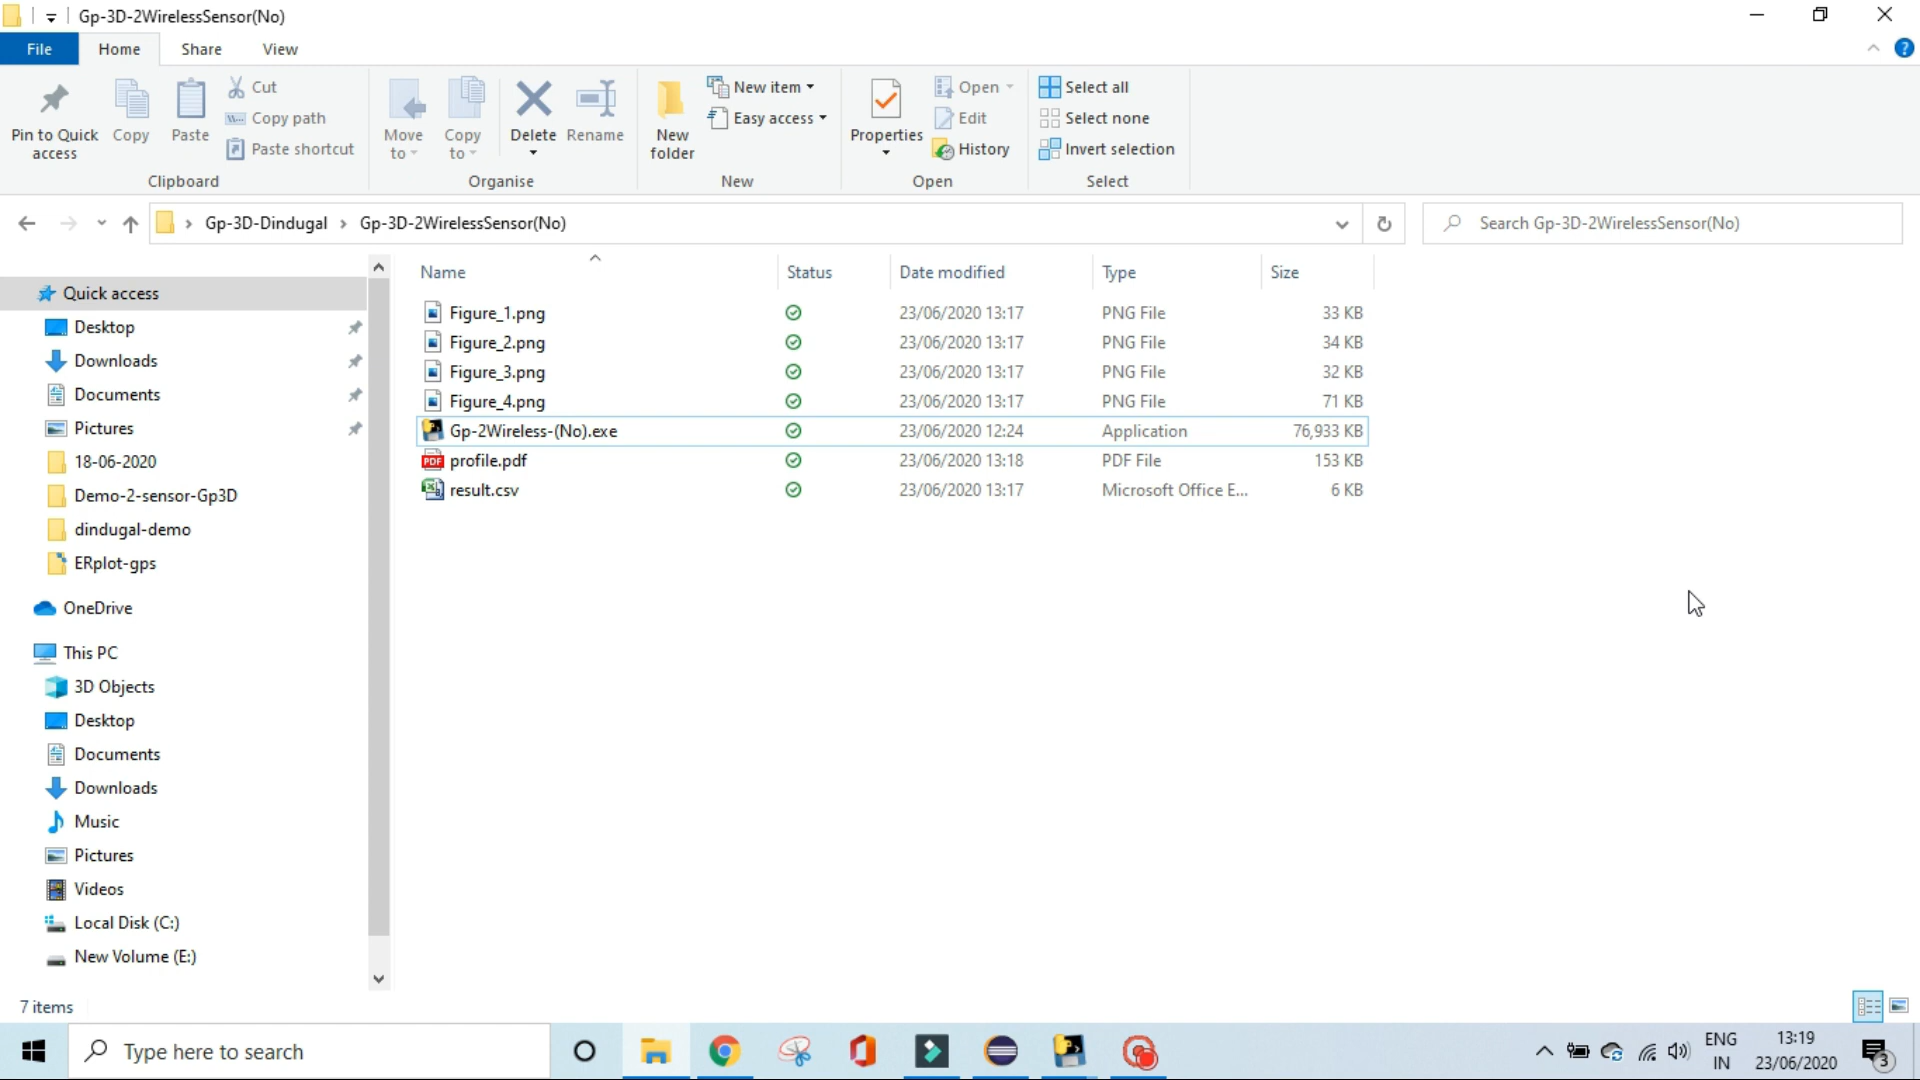 Gp-3D-2WirelessSensor(No)
File Home Share View
Pin to Quick access
Copy
Paste
Cut
Copy path
Paste shortcut
Clipboard
Move to
Copy to
Delete
Rename
Organise
New folder
New item
Easy access
New
Properties
Open
Edit
History
Open
Select all
Select none
Invert selection
Select
Gp-3D-Dindugal > Gp-3D-2WirelessSensor(No)
Search Gp-3D-2WirelessSensor(No)
Quick access
Desktop
Downloads
Documents
Pictures
18-06-2020
Demo-2-sensor-Gp3D
dindugal-demo
ERplot-gps
OneDrive
This PC
3D Objects
Desktop
Documents
Downloads
Music
Pictures
Videos
Local Disk (C:)
New Volume (E:)
Name Status Date modified Type Size
Figure_1.png 23/06/2020 13:17 PNG File 33 KB
Figure_2.png 23/06/2020 13:17 PNG File 34 KB
Figure_3.png 23/06/2020 13:17 PNG File 32 KB
Figure_4.png 23/06/2020 13:17 PNG File 71 KB
Gp-2Wireless-(No).exe 23/06/2020 12:24 Application 76,933 KB
PDF profile.pdf 23/06/2020 13:18 PDF File 153 KB
result.csv 23/06/2020 13:17 Microsoft Office E... 6 KB
7 items
Type here to search
ENG
IN
13:19
23/06/2020
3